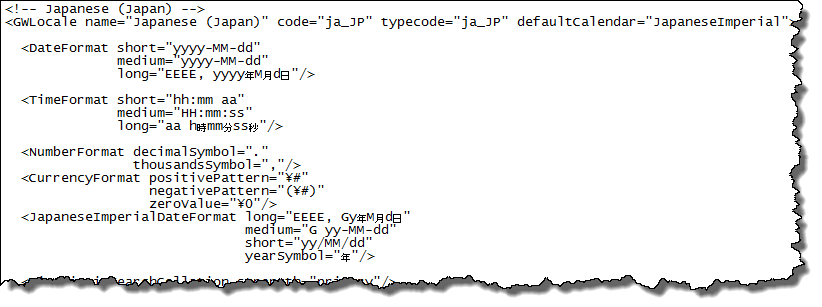 <!-- Japanese (Japan) -->
<GWLocale name="Japanese (Japan)" code="ja_JP" typecode="ja_JP" defaultCalendar="JapaneseImperial">
<DateFormat short="yyyy-MM-dd"
medium="yyyy-MM-dd"
long="EEEE, yyyy年M月d日"/>
<TimeFormat short="hh:mm aa"
medium="HH:mm:ss"
long="aa h時mm分ss秒"/>
<NumberFormat decimalSymbol="."
thousandsSymbol=","/>
<CurrencyFormat positivePattern="¥#"
negativePattern="(¥#)"
zeroValue="¥0"/>
<JapaneseImperialDateFormat long="EEEE, Gy年M月d日"
medium="G yy-MM-dd"
short="yy/MM/dd"
yearSymbol="年"/>